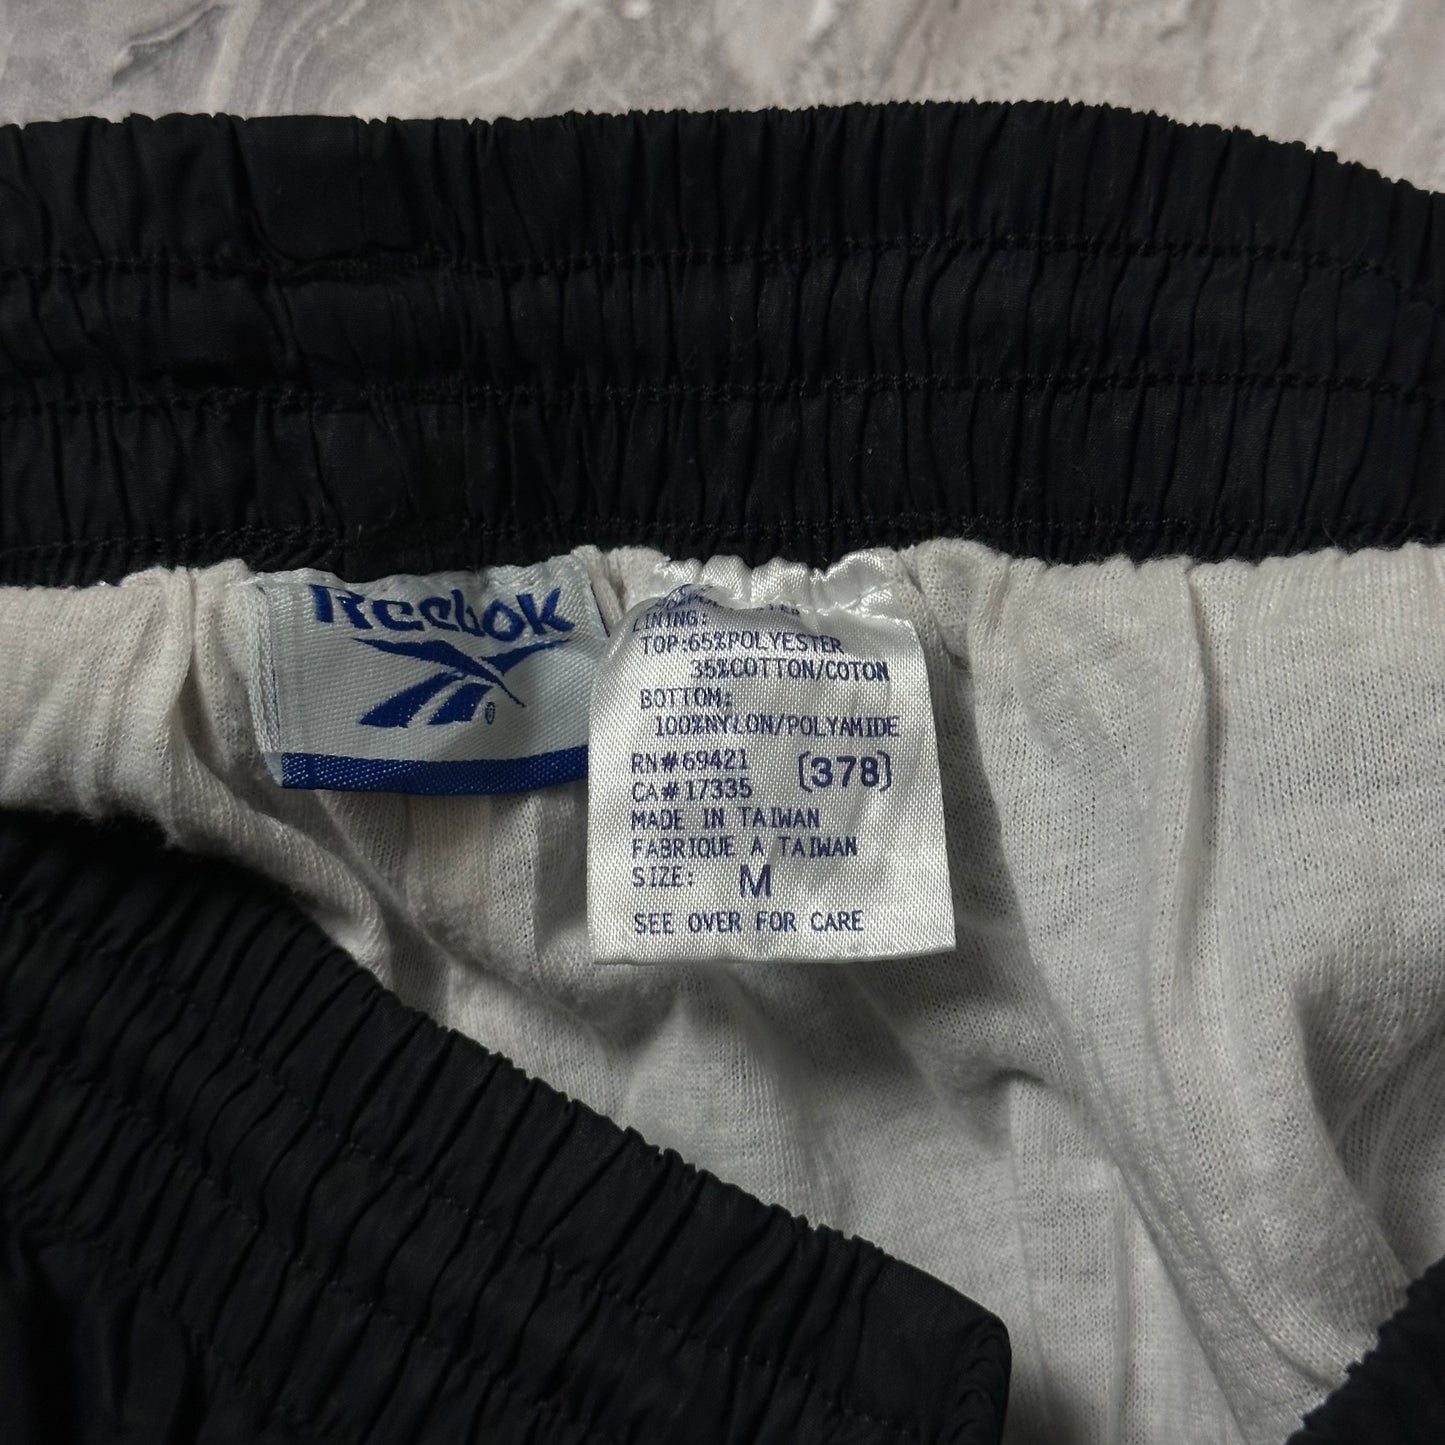 Reebok
®
LINING:
TOP:65%POLYESTER
35%COTTON/COTON
BOTTOM:
100%NYLON/POLYAMIDE
RN#69421
(378)
CA#17335
MADE IN TAIWAN
FABRIQUE A TAIWAN
SIZE: M
SEE OVER FOR CARE